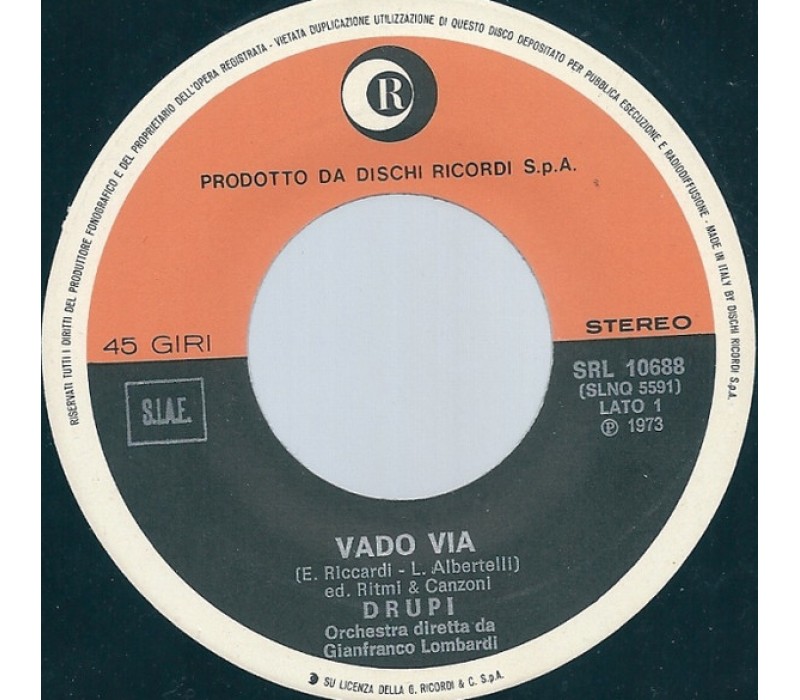 RISERVATI TUTTI I DIRITTI DEL PRODUTTORE FONOGRAFICO E DEL PROPRIETARIO DELL'OPERA REGISTRATA - VIETATA DUPLICAZIONE UTILIZZAZIONE DI QUESTO DISCO DEPOSITATO PER PUBBLICA ESECUZIONE E RADIODIFFUSIONE - MADE IN ITALY BY DISCHI RICORDI S.p.A.
R
PRODOTTO DA DISCHI RICORDI S.p.A.
45 GIRI
STEREO
S.I.A.E.
SRL 10688
(SLNQ 5591)
LATO 1
℗ 1973
VADO VIA
(E. Riccardi - L. Albertelli)
ed. Ritmi & Canzoni
DRUPI
Orchestra diretta da
Gianfranco Lombardi
SU LICENZA DELLA G. RICORDI & C. S.p.A.